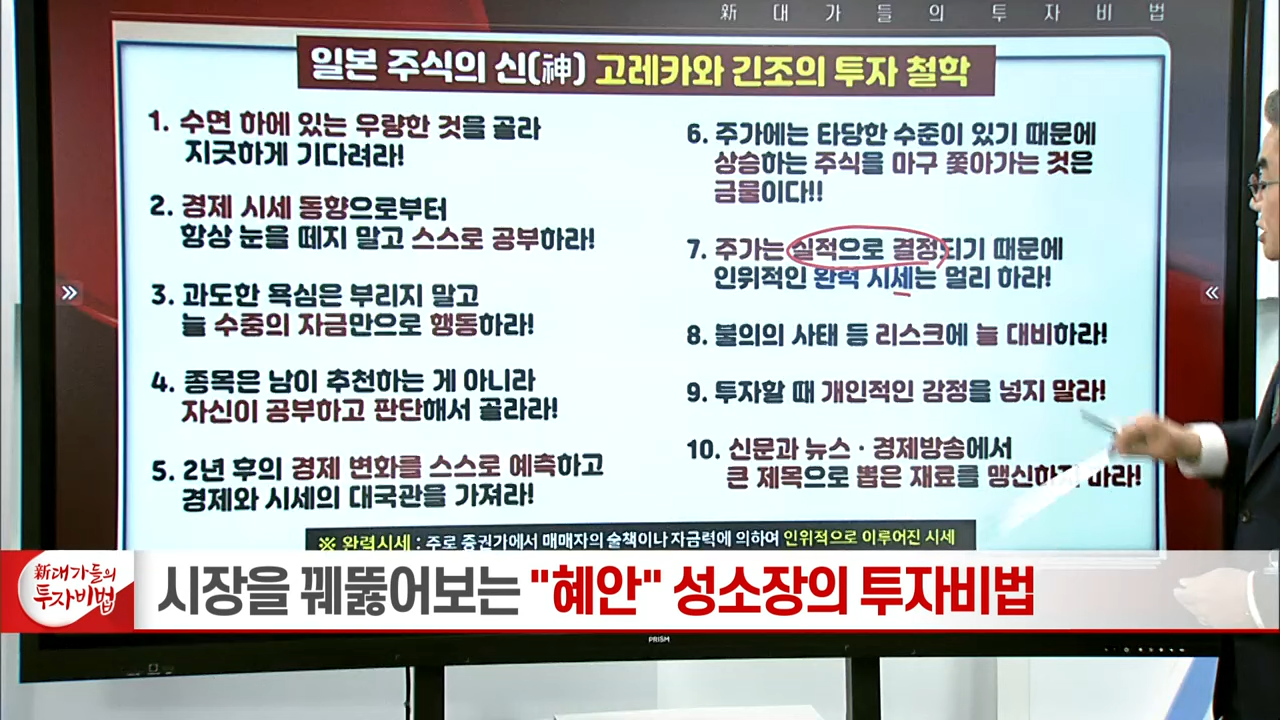 新 대 가 들 의 투 자 비 법
일본 주식의 신(神) 고레카와 긴조의 투자 철학
1. 수면 하에 있는 우량한 것을 골라
지긋하게 기다려라!
2. 경제 시세 동향으로부터
항상 눈을 떼지 말고 스스로 공부하라!
3. 과도한 욕심은 부리지 말고
늘 수중의 자금만으로 행동하라!
4. 종목은 남이 추천하는 게 아니라
자신이 공부하고 판단해서 골라라!
5. 2년 후의 경제 변화를 스스로 예측하고
경제와 시세의 대국관을 가져라!
6. 주가에는 타당한 수준이 있기 때문에
상승하는 주식을 마구 쫓아가는 것은
금물이다!!
7. 주가는 실적으로 결정되기 때문에
인위적인 완력 시세는 멀리 하라!
8. 불의의 사태 등 리스크에 늘 대비하라!
9. 투자할 때 개인적인 감정을 넣지 말라!
10. 신문과 뉴스·경제방송에서
큰 제목으로 뽑은 재료를 맹신하지 마라!
※ 완력시세 : 주로 증권가에서 매매자의 술책이나 자금력에 의하여 인위적으로 이루어진 시세
新대가들의
투자비법
시장을 꿰뚫어보는 "혜안" 성소장의 투자비법
PRISM